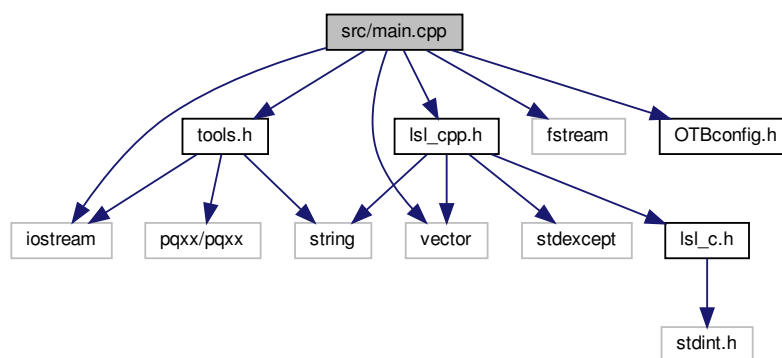 src/main.cpp
tools.h
lsl_cpp.h
fstream
OTBconfig.h
iostream
pqxx/pqxx
string
vector
stdexcept
lsl_c.h
stdint.h